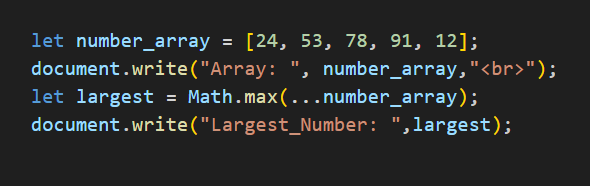 let number_array = [24, 53, 78, 91, 12];
document.write("Array: ", number_array,"<br>");
let largest = Math.max(...number_array);
document.write("Largest_Number: ",largest);